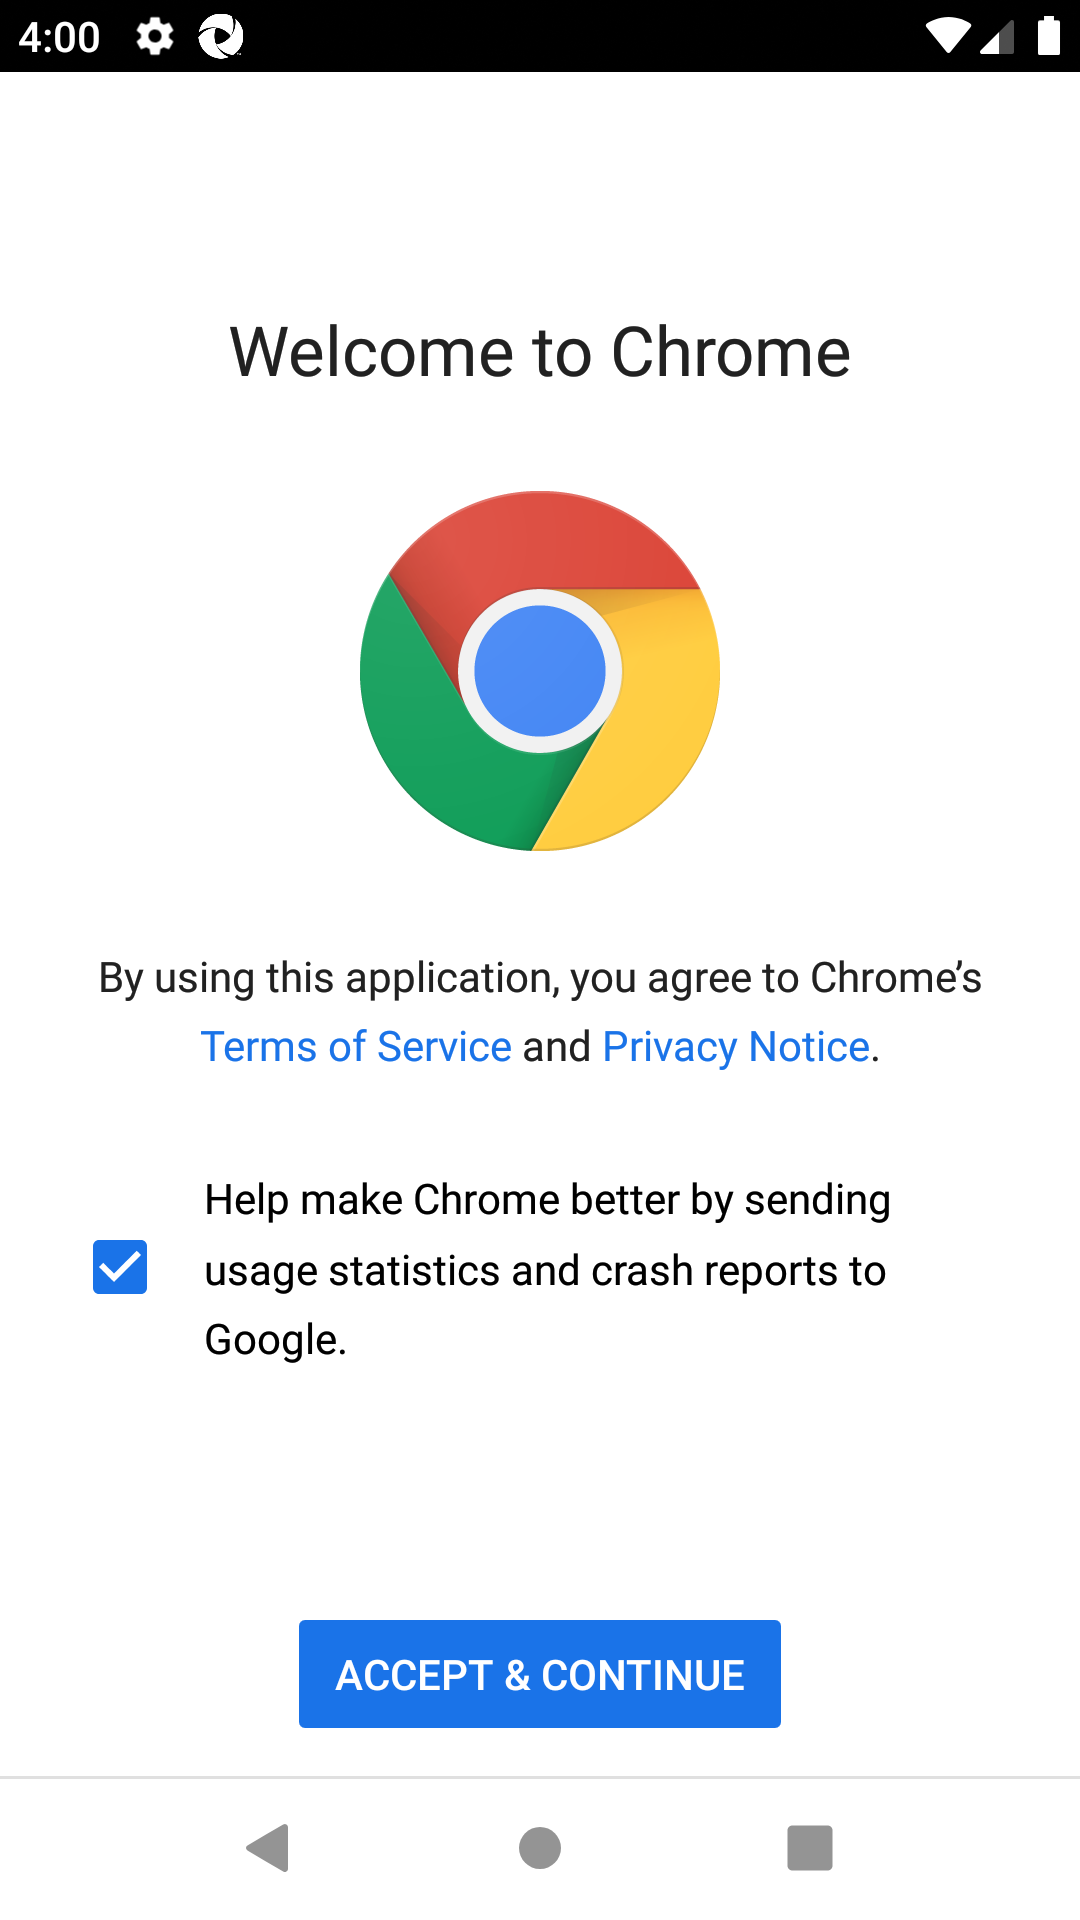 4:00
Welcome to Chrome
By using this application, you agree to Chrome’s
Terms of Service and Privacy Notice.
Help make Chrome better by sending
usage statistics and crash reports to
Google.
ACCEPT & CONTINUE